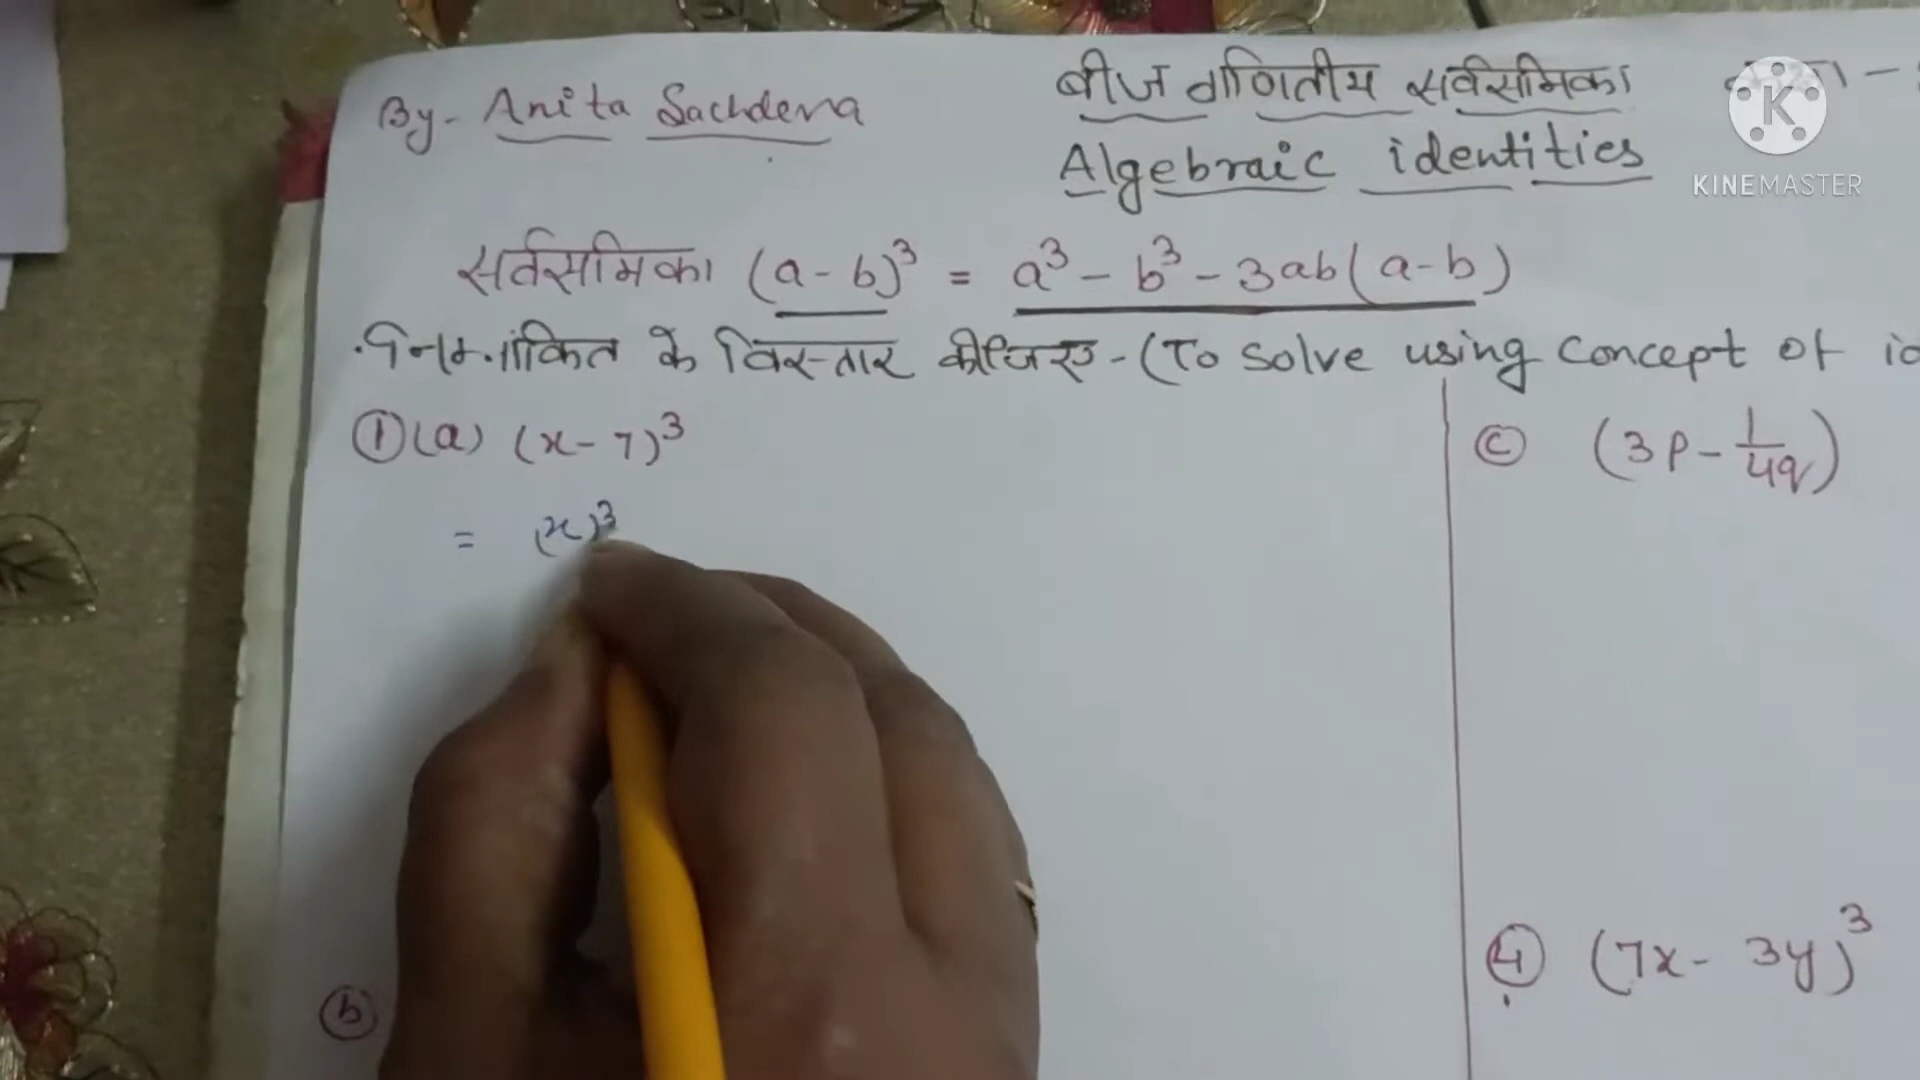 By- Anita Sachdeva
बीज गणितीय सर्वसमिका
Algebraic identities
KINEMASTER
सर्वसमिका (a - b)³ = a³ - b³ - 3ab(a-b)
निम्नांकित के विस्तार कीजिए - (To solve using concept of
① (a) (x - 7)³
= (x)³
ⓑ
ⓒ (3p - 1/4q)
④ (7x - 3y)³